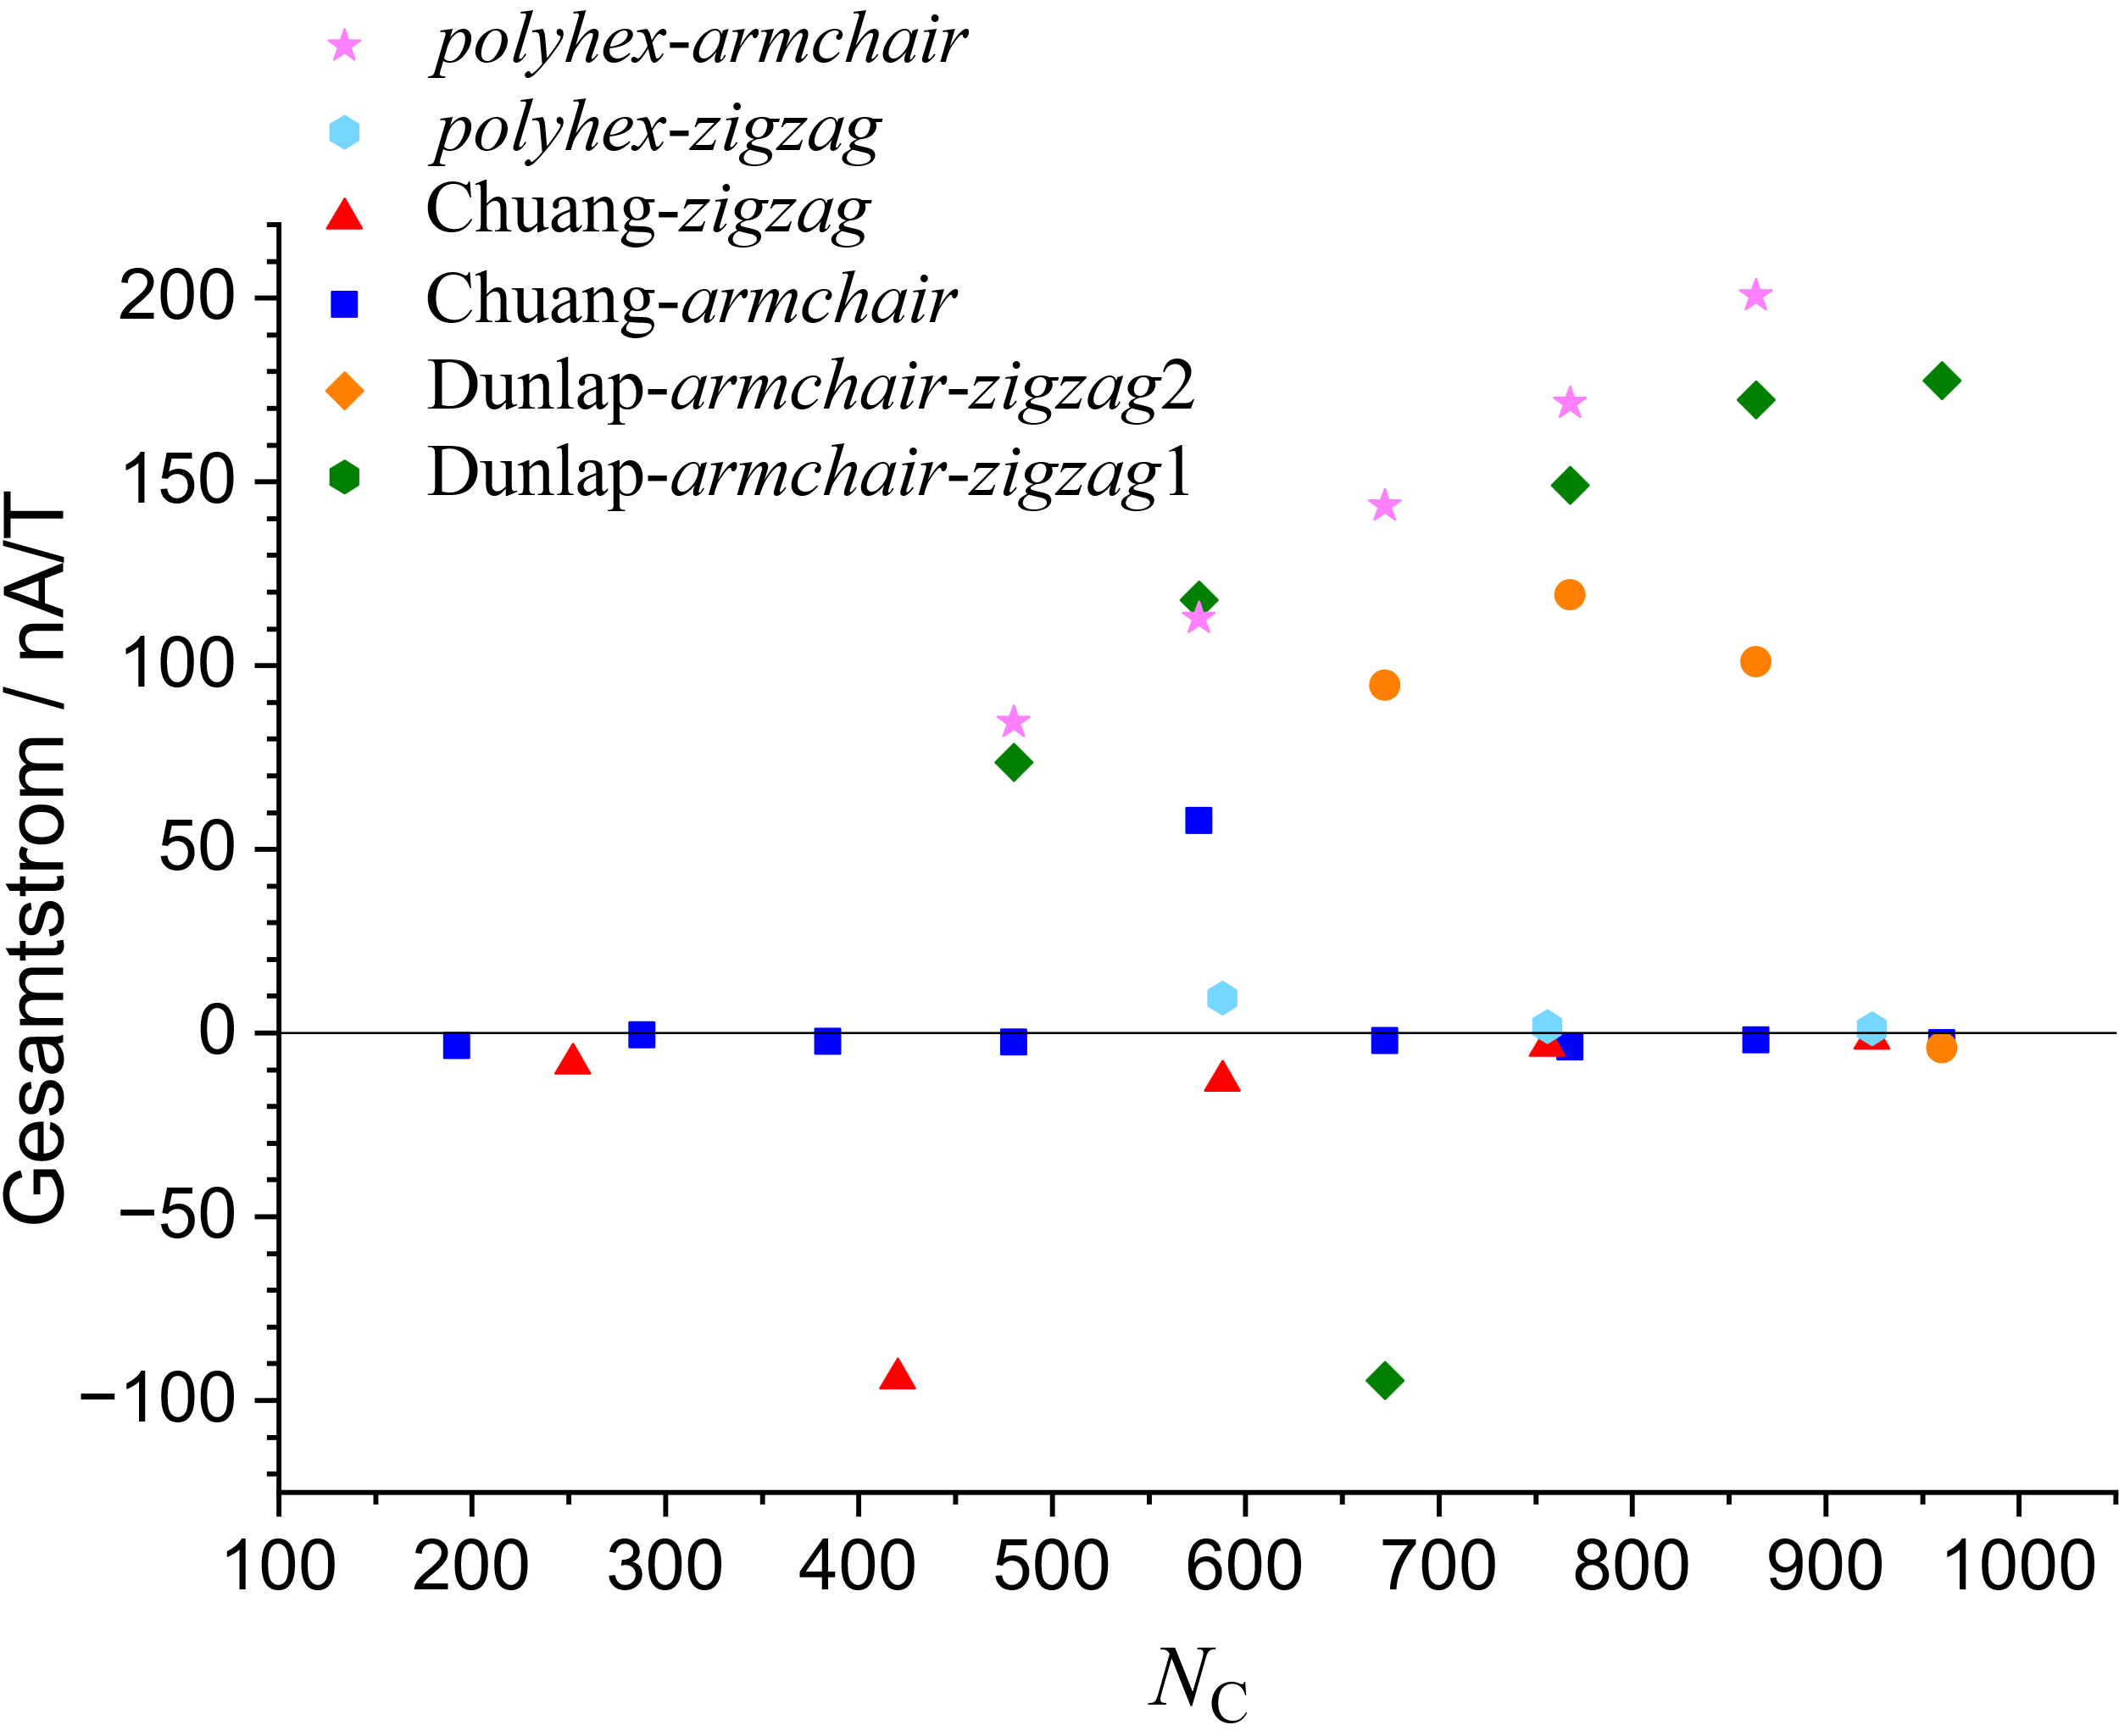 polyhex-armchair
polyhex-zigzag
Chuang-zigzag
Chuang-armchair
Dunlap-armchair-zigzag2
Dunlap-armchair-zigzag1
Gesamtstrom / nA/T
200
150
100
50
0
−50
−100
100 200 300 400 500 600 700 800 900 1000
NC